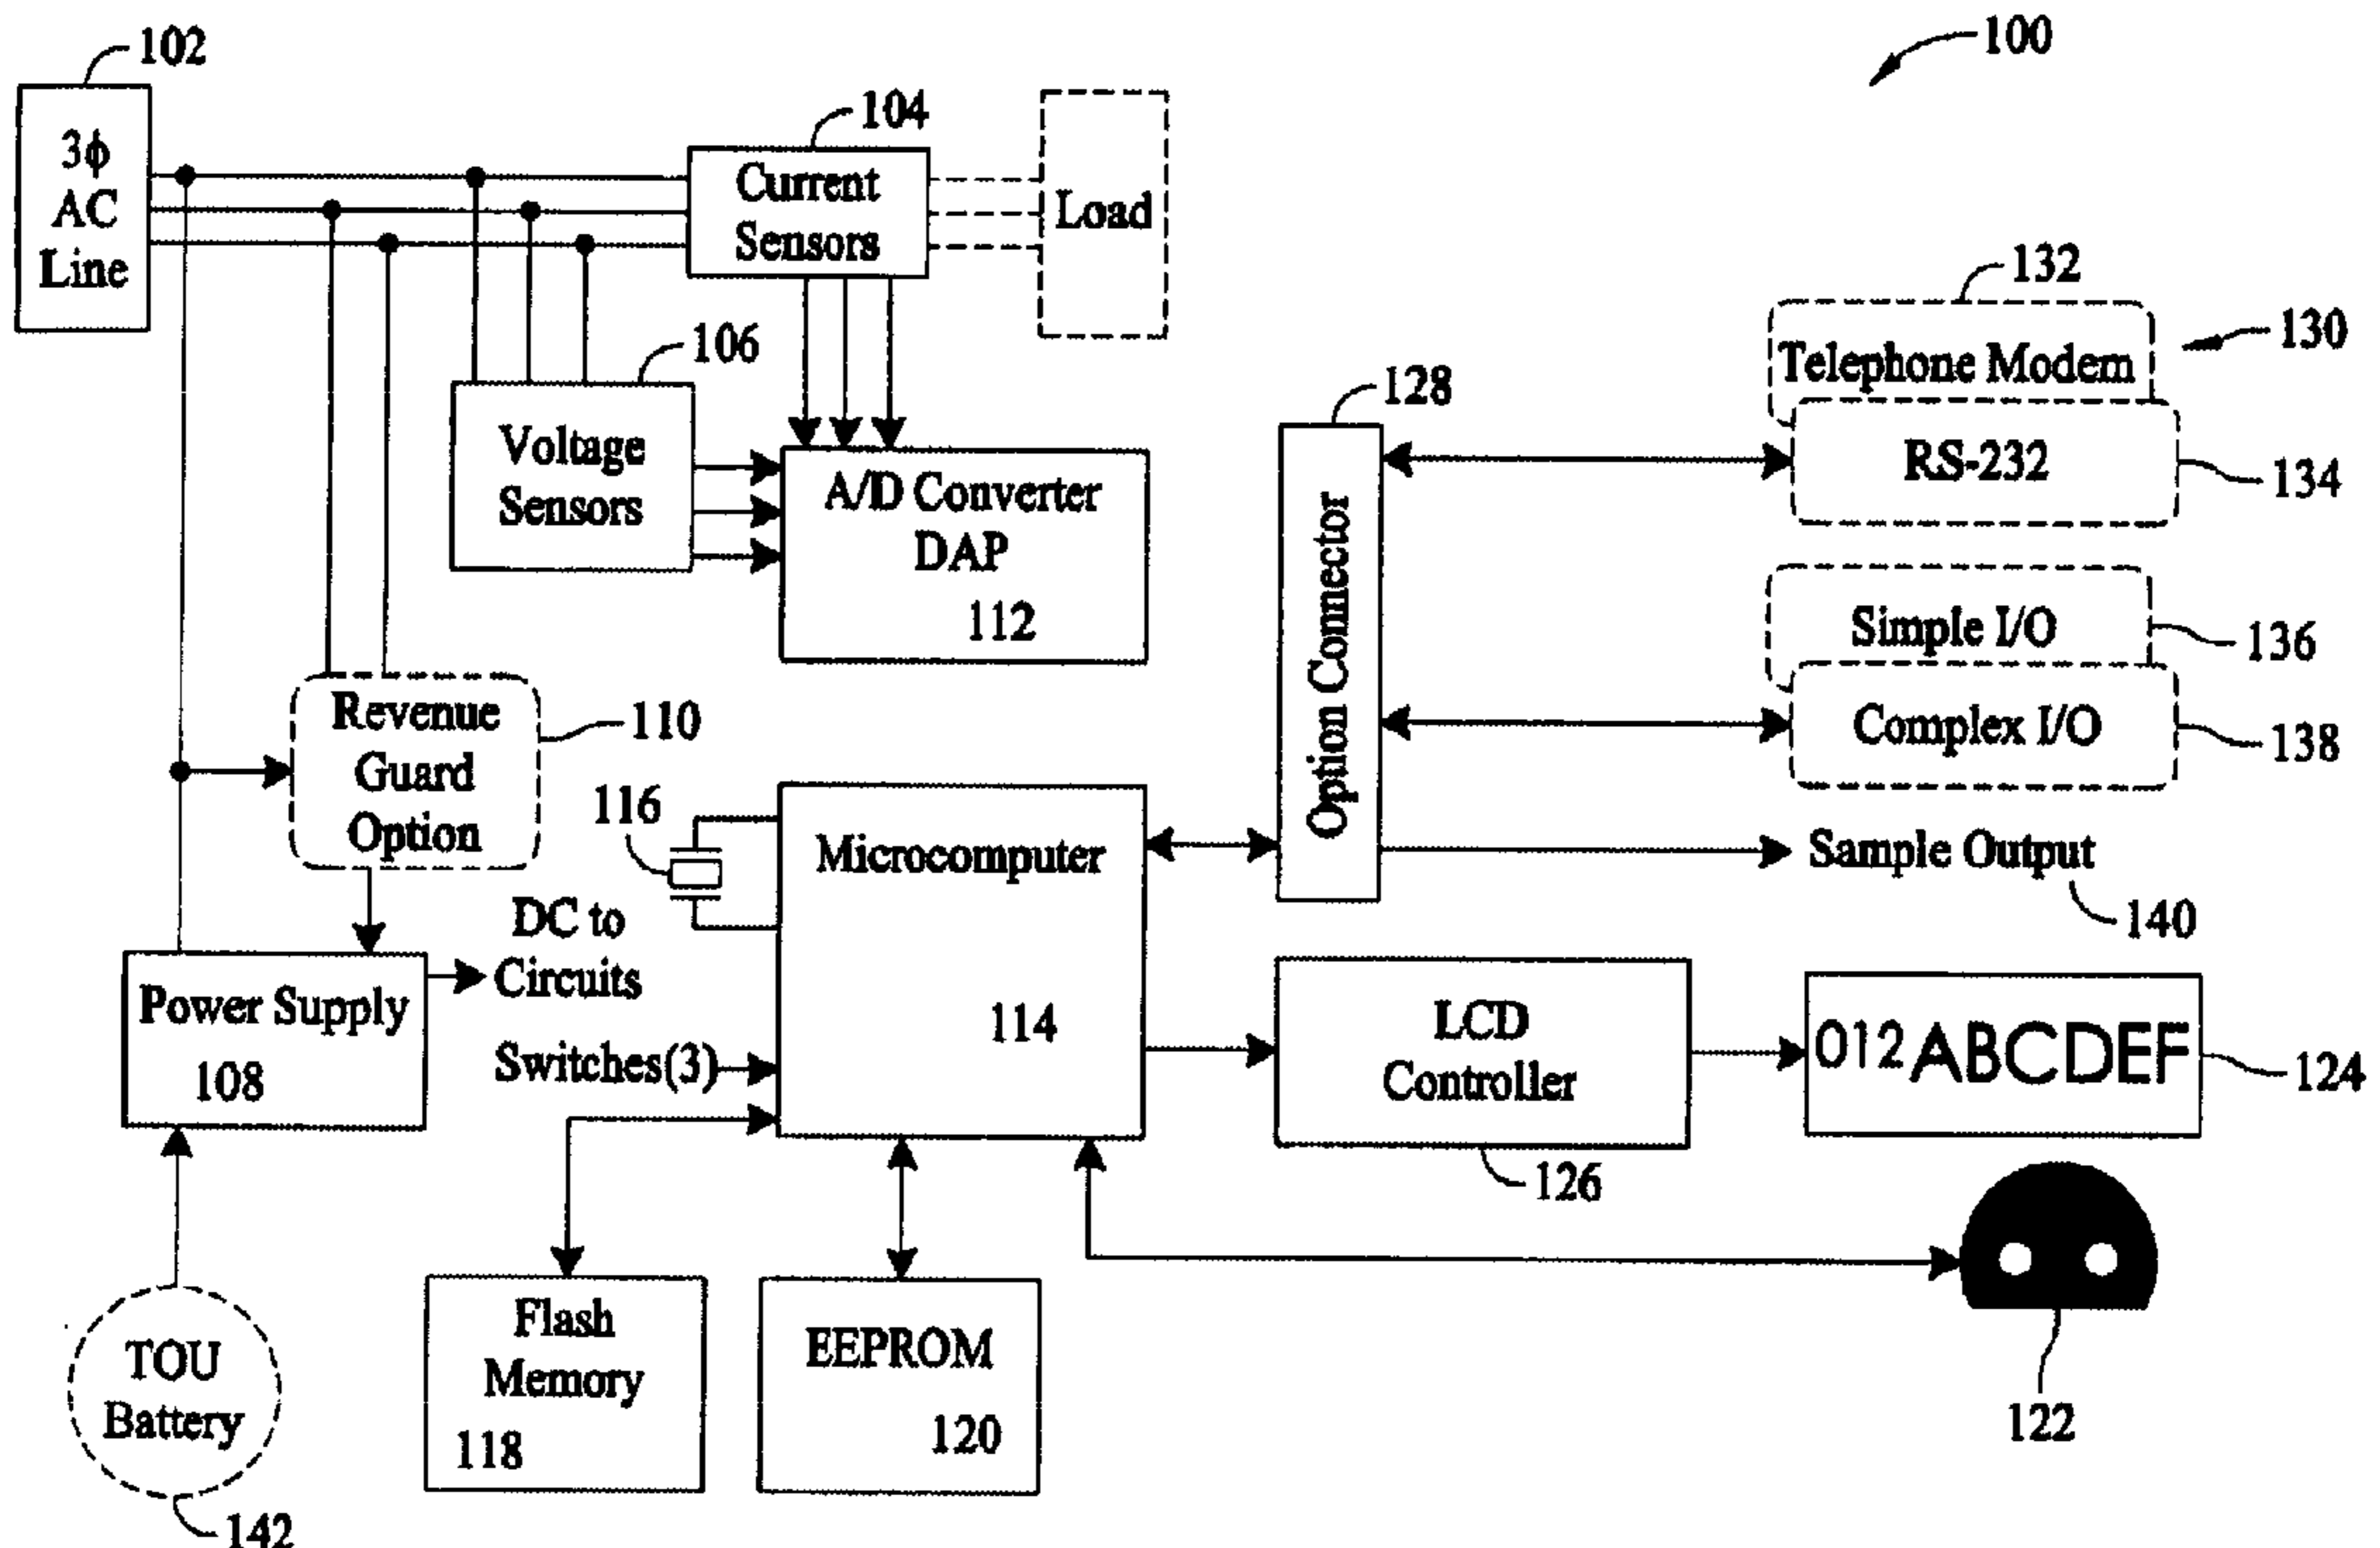 102
100
3ϕ
AC
Line
104
Current
Sensors
Load
132
Telephone Modem
130
106
128
Voltage
Sensors
A/D Converter
DAP
112
RS-232
134
Option Connector
Simple I/O
136
Complex I/O
138
Revenue
Guard
Option
110
116
Microcomputer
114
Sample Output
140
DC to
Circuits
Power Supply
108
Switches(3)
LCD
Controller
126
012ABCDEF
124
Flash
Memory
118
EEPROM
120
122
TOU
Battery
142